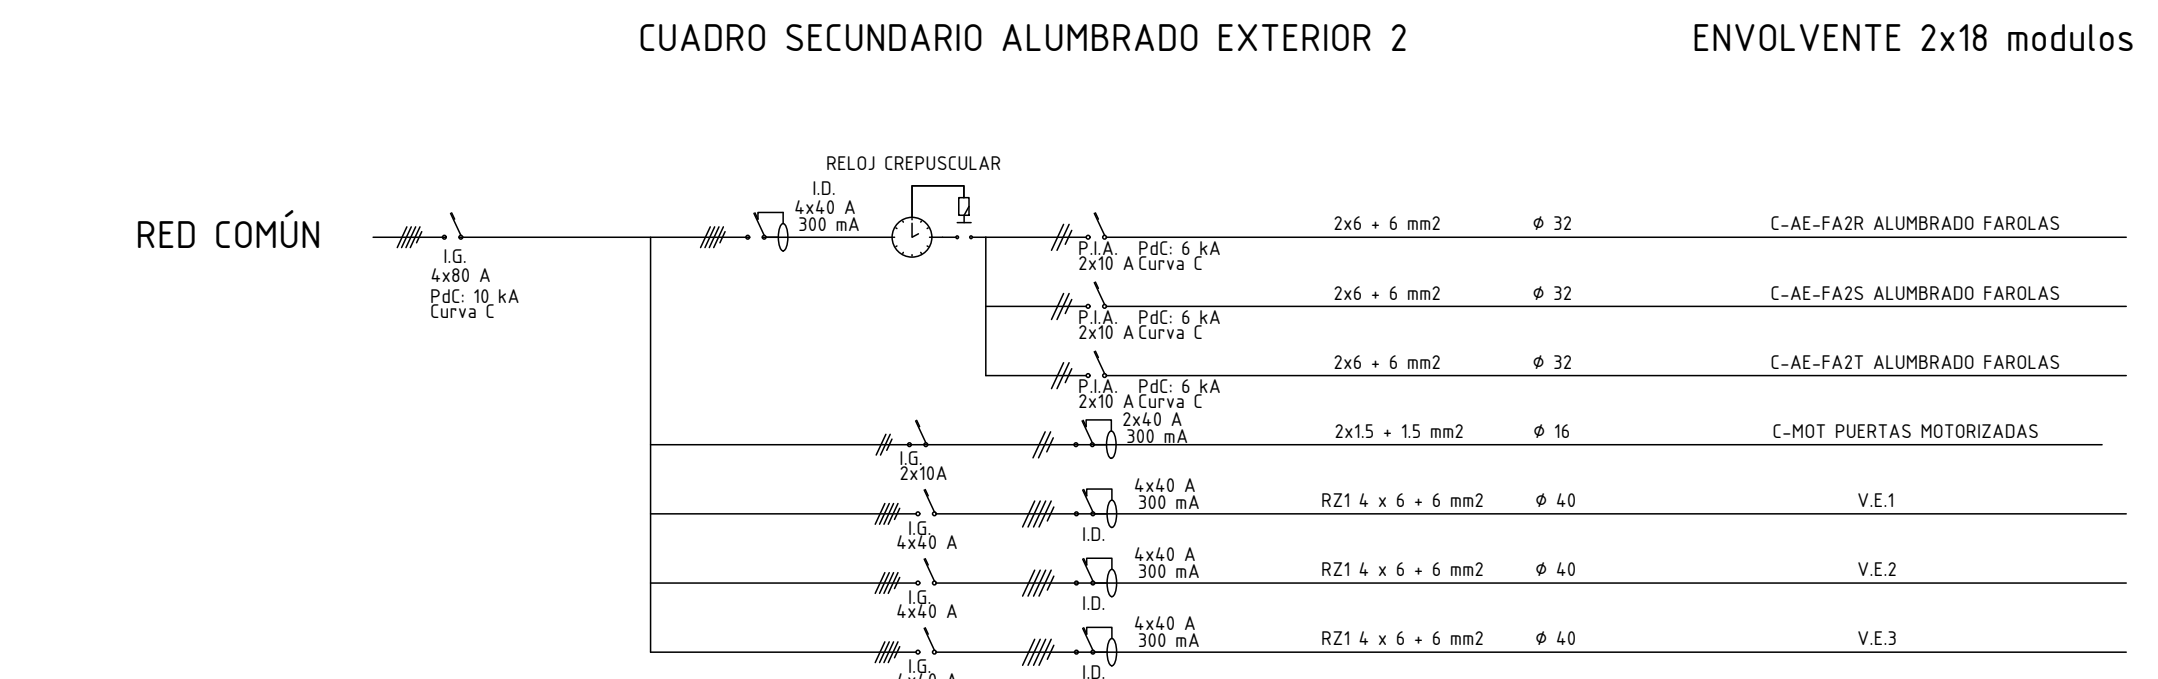 CUADRO SECUNDARIO ALUMBRADO EXTERIOR 2
ENVOLVENTE 2x18 modulos
RELOJ CREPUSCULAR
RED COMÚN
I.G.
4x80 A
PdC: 10 kA
Curva C
I.D.
4x40 A
300 mA
P.I.A. PdC: 6 kA
2x10 A Curva C
2x6 + 6 mm2
Ø 32
C-AE-FA2R ALUMBRADO FAROLAS
P.I.A. PdC: 6 kA
2x10 A Curva C
2x6 + 6 mm2
Ø 32
C-AE-FA2S ALUMBRADO FAROLAS
P.I.A. PdC: 6 kA
2x10 A Curva C
2x6 + 6 mm2
Ø 32
C-AE-FA2T ALUMBRADO FAROLAS
I.G.
2x10A
2x40 A
300 mA
2x1.5 + 1.5 mm2
Ø 16
C-MOT PUERTAS MOTORIZADAS
I.G.
4x40 A
4x40 A
300 mA
I.D.
RZ1 4 x 6 + 6 mm2
Ø 40
V.E.1
I.G.
4x40 A
4x40 A
300 mA
I.D.
RZ1 4 x 6 + 6 mm2
Ø 40
V.E.2
I.G.
4x40 A
4x40 A
300 mA
I.D.
RZ1 4 x 6 + 6 mm2
Ø 40
V.E.3